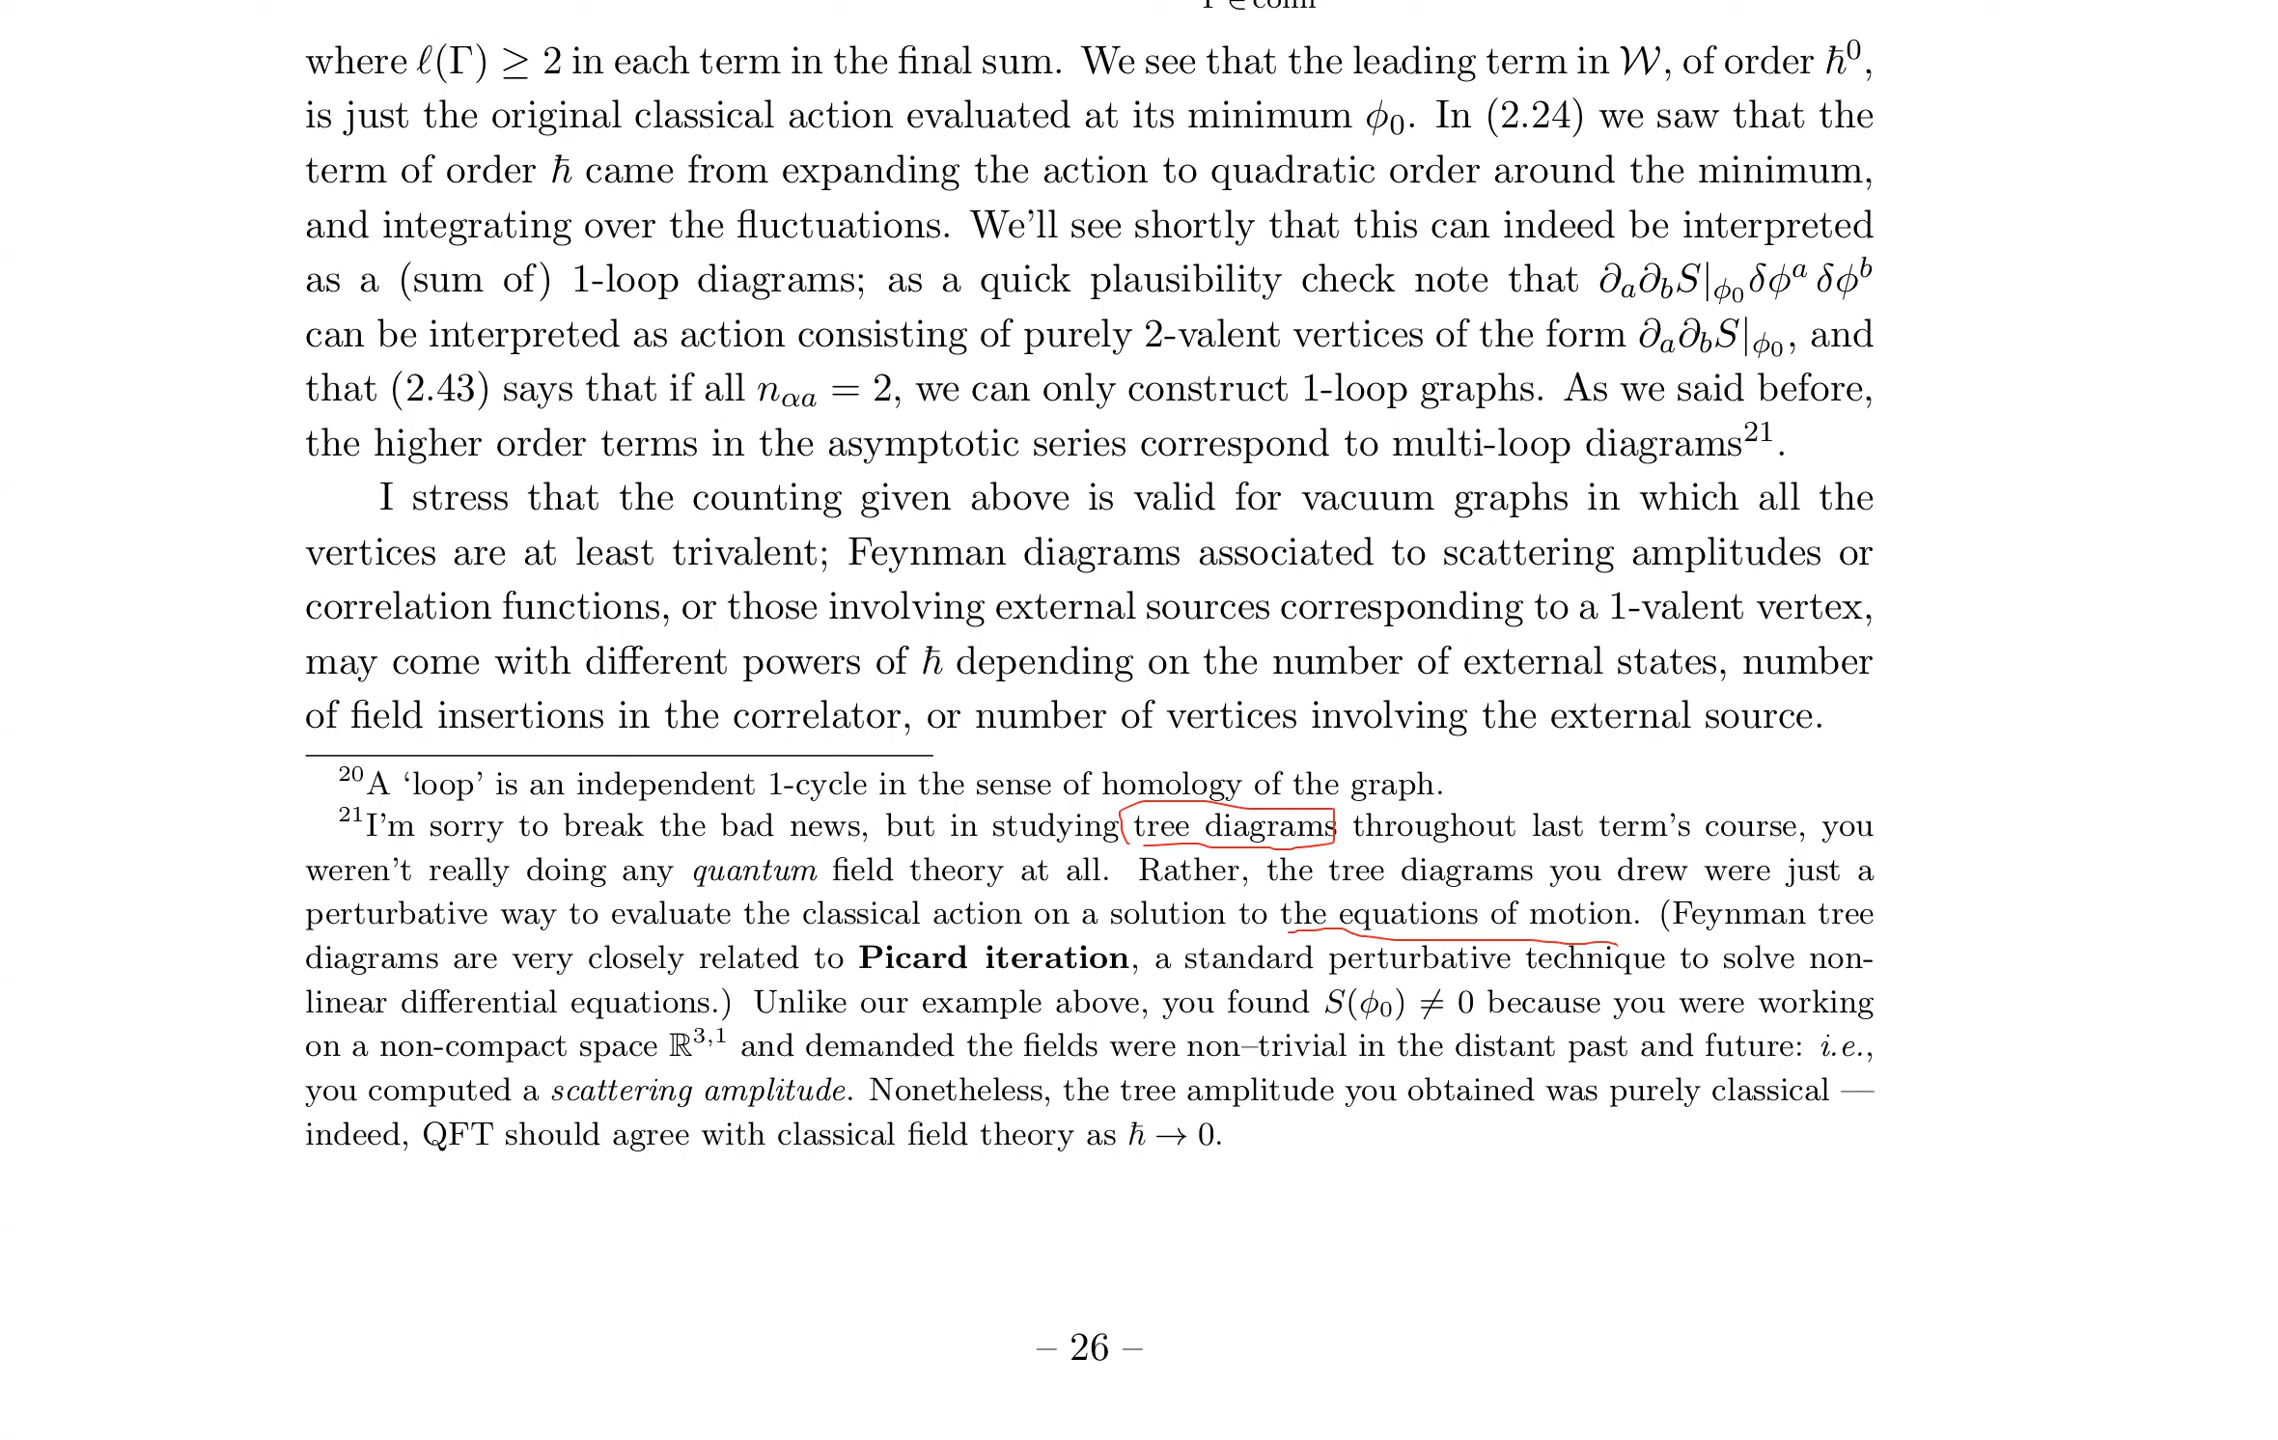 Γ ∈ conn
where ℓ(Γ) ≥ 2 in each term in the final sum. We see that the leading term in 𝒲, of order ℏ⁰,
is just the original classical action evaluated at its minimum ϕ₀. In (2.24) we saw that the
term of order ℏ came from expanding the action to quadratic order around the minimum,
and integrating over the fluctuations. We’ll see shortly that this can indeed be interpreted
as a (sum of) 1-loop diagrams; as a quick plausibility check note that ∂ₐ∂_bS|_{ϕ₀}δϕᵃ δϕᵇ
can be interpreted as action consisting of purely 2-valent vertices of the form ∂ₐ∂_bS|_{ϕ₀}, and
that (2.43) says that if all n_{αa} = 2, we can only construct 1-loop graphs. As we said before,
the higher order terms in the asymptotic series correspond to multi-loop diagrams²¹.
I stress that the counting given above is valid for vacuum graphs in which all the
vertices are at least trivalent; Feynman diagrams associated to scattering amplitudes or
correlation functions, or those involving external sources corresponding to a 1-valent vertex,
may come with different powers of ℏ depending on the number of external states, number
of field insertions in the correlator, or number of vertices involving the external source.
²⁰A ‘loop’ is an independent 1-cycle in the sense of homology of the graph.
²¹I’m sorry to break the bad news, but in studying tree diagrams throughout last term’s course, you
weren’t really doing any quantum field theory at all. Rather, the tree diagrams you drew were just a
perturbative way to evaluate the classical action on a solution to the equations of motion. (Feynman tree
diagrams are very closely related to Picard iteration, a standard perturbative technique to solve non-
linear differential equations.) Unlike our example above, you found S(ϕ₀) ≠ 0 because you were working
on a non-compact space ℝ³,¹ and demanded the fields were non–trivial in the distant past and future: i.e.,
you computed a scattering amplitude. Nonetheless, the tree amplitude you obtained was purely classical —
indeed, QFT should agree with classical field theory as ℏ → 0.
– 26 –